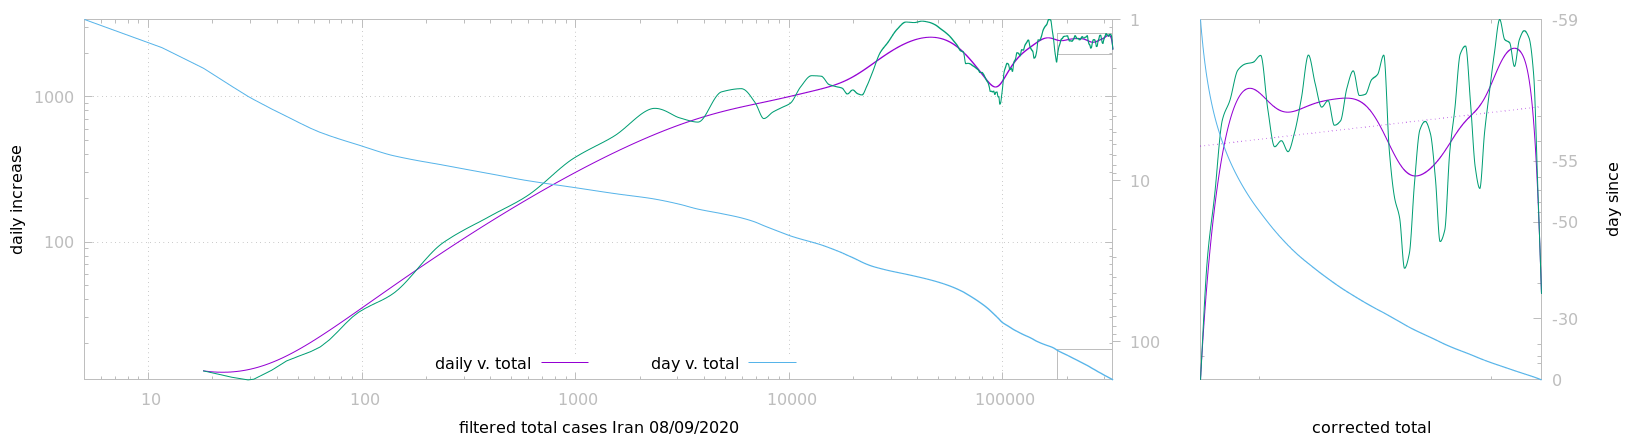 daily increase
1000
100
daily v. total
day v. total
10
100
1000
10000
100000
filtered total cases Iran 08/09/2020
1
10
100
-59
-55
-50
-30
0
day since
corrected total